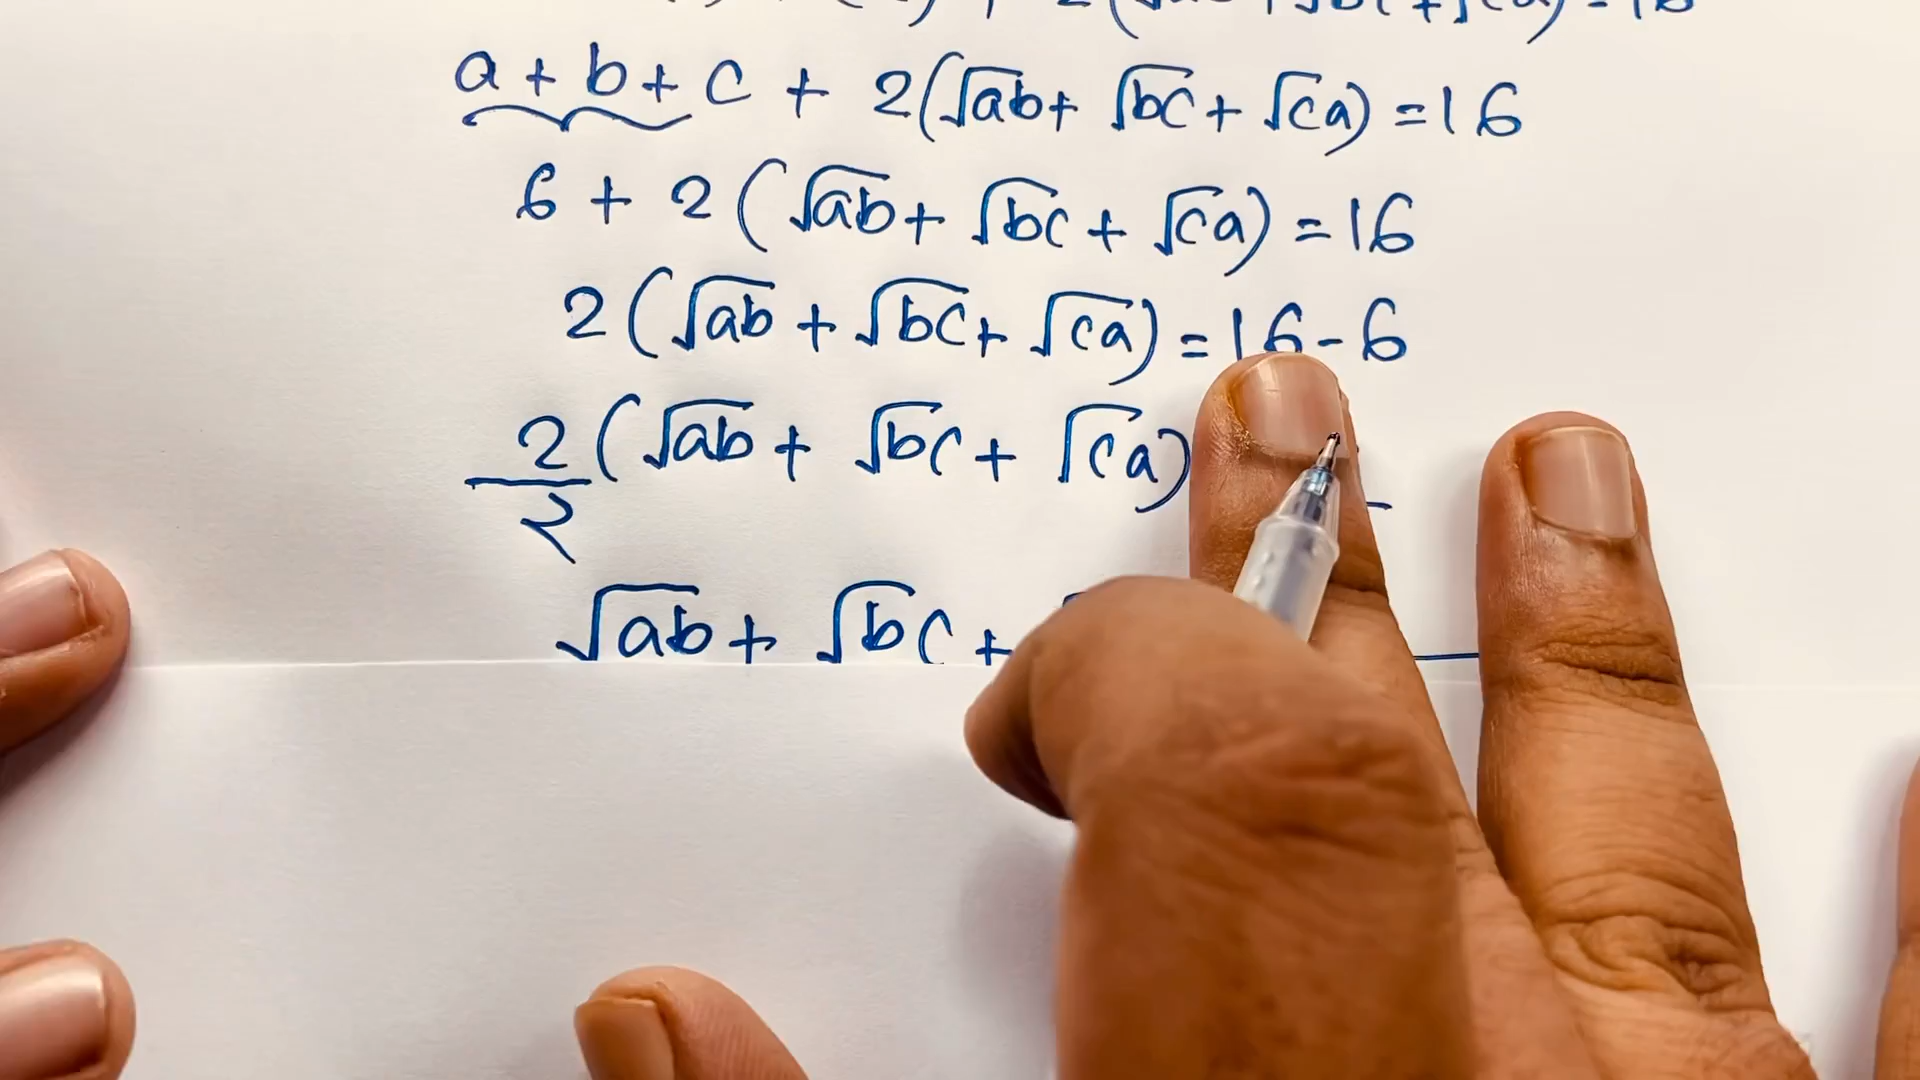 a + b + c + 2(√ab + √bc + √ca) = 16
6 + 2(√ab + √bc + √ca) = 16
2(√ab + √bc + √ca) = 16 - 6
2/2 (√ab + √bc + √ca)
√ab + √bc +